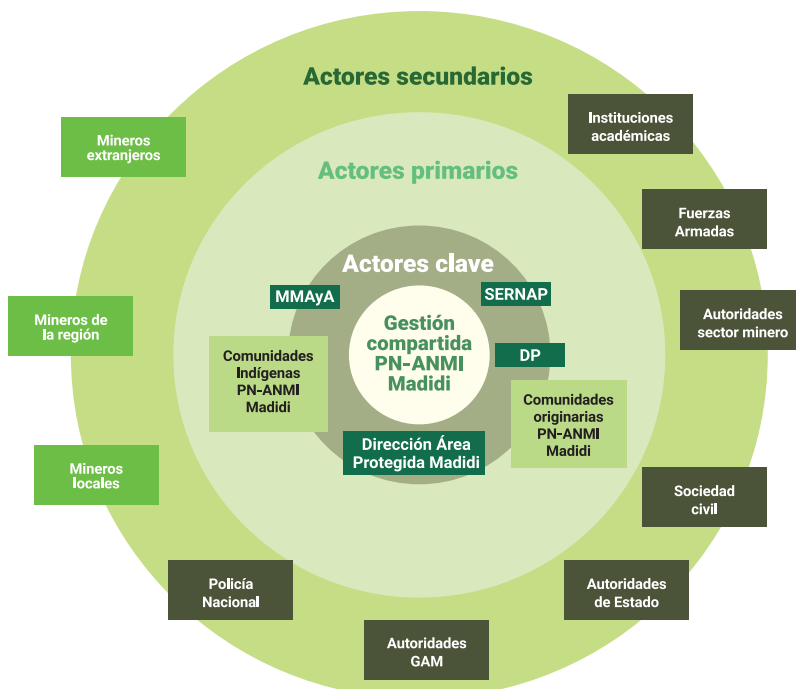 Actores secundarios
Mineros
extranjeros
Instituciones
académicas
Actores primarios
Fuerzas
Armadas
Actores clave
MMAyA
SERNAP
Mineros de
la región
Autoridades
sector minero
Gestión
compartida
PN-ANMI
Madidi
DP
Comunidades
Indígenas
PN-ANMI
Madidi
Comunidades
originarias
PN-ANMI
Madidi
Dirección Área
Protegida Madidi
Mineros
locales
Sociedad
civil
Policía
Nacional
Autoridades
de Estado
Autoridades
GAM